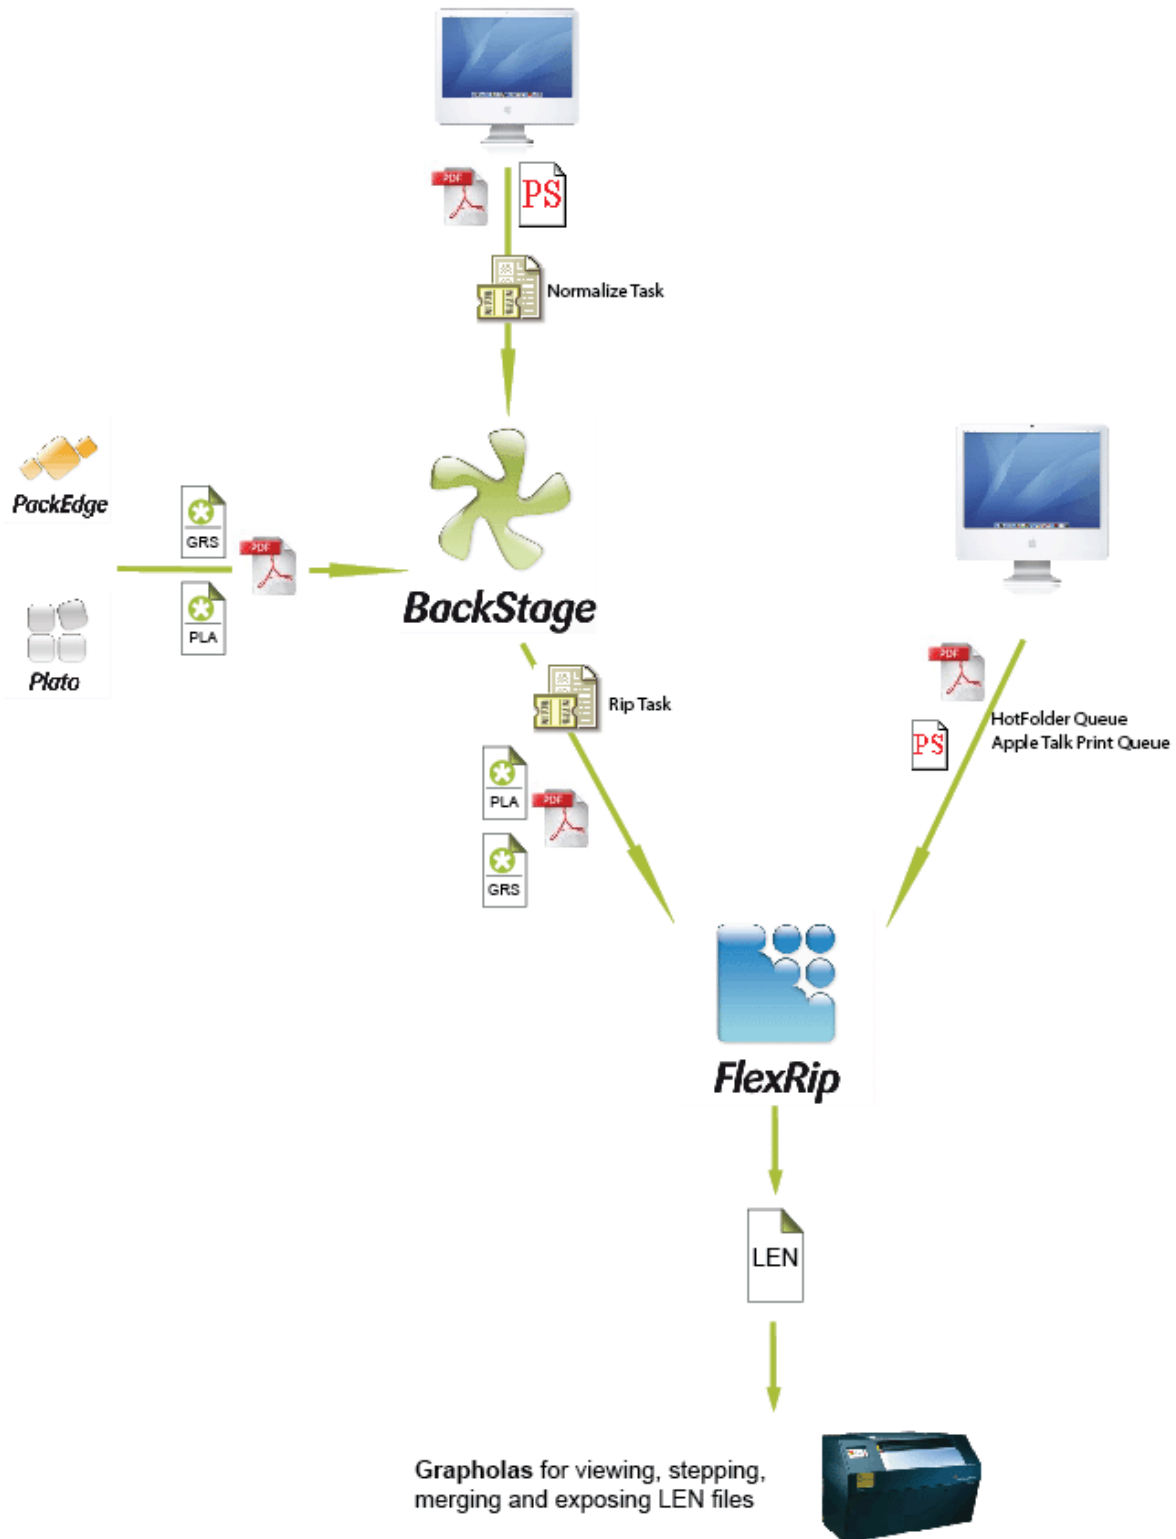 PDF
PS
Normalize Task
PackEdge
GRS
PDF
PLA
Plato
BackStage
Rip Task
PLA
PDF
GRS
PDF
PS
HotFolder Queue
Apple Talk Print Queue
FlexRip
LEN
Grapholas for viewing, stepping,
merging and exposing LEN files